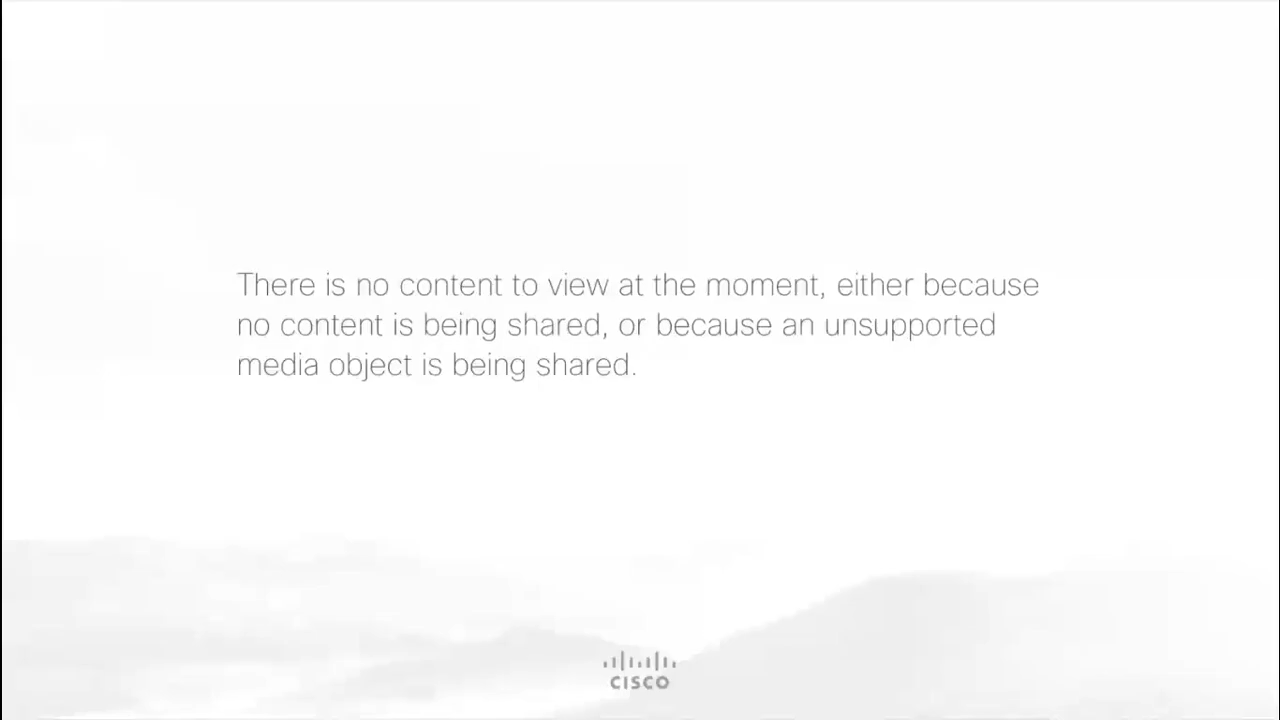 There is no content to view at the moment, either because
no content is being shared, or because an unsupported
media object is being shared.
CISCO